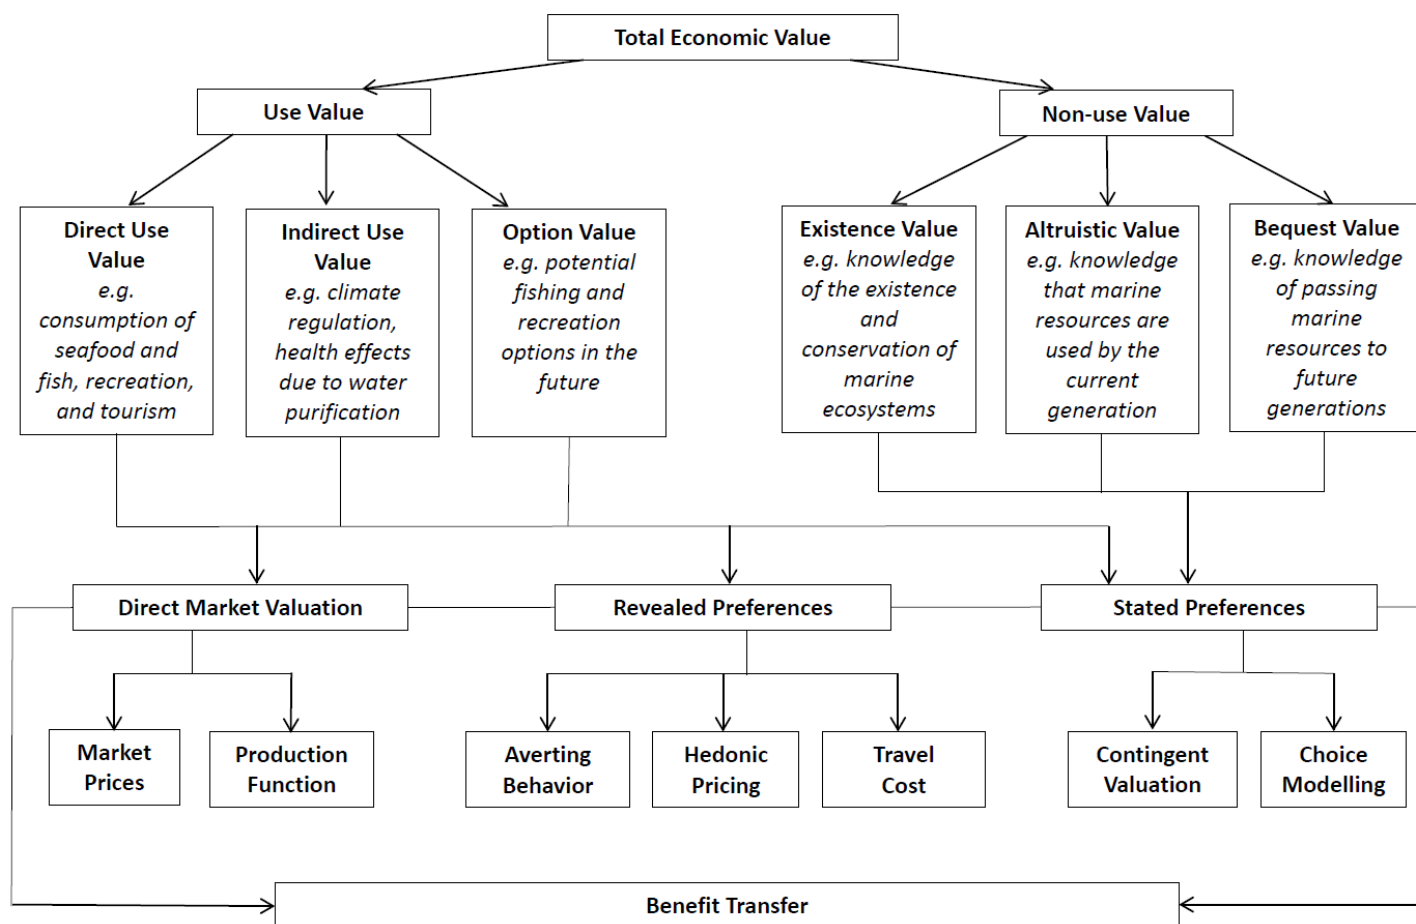 Total Economic Value
Use Value
Non-use Value
Direct Use
Value
e.g.
consumption of
seafood and
fish, recreation,
and tourism
Indirect Use
Value
e.g. climate
regulation,
health effects
due to water
purification
Option Value
e.g. potential
fishing and
recreation
options in the
future
Existence Value
e.g. knowledge
of the existence
and
conservation of
marine
ecosystems
Altruistic Value
e.g. knowledge
that marine
resources are
used by the
current
generation
Bequest Value
e.g. knowledge
of passing
marine
resources to
future
generations
Direct Market Valuation
Revealed Preferences
Stated Preferences
Market
Prices
Production
Function
Averting
Behavior
Hedonic
Pricing
Travel
Cost
Contingent
Valuation
Choice
Modelling
Benefit Transfer